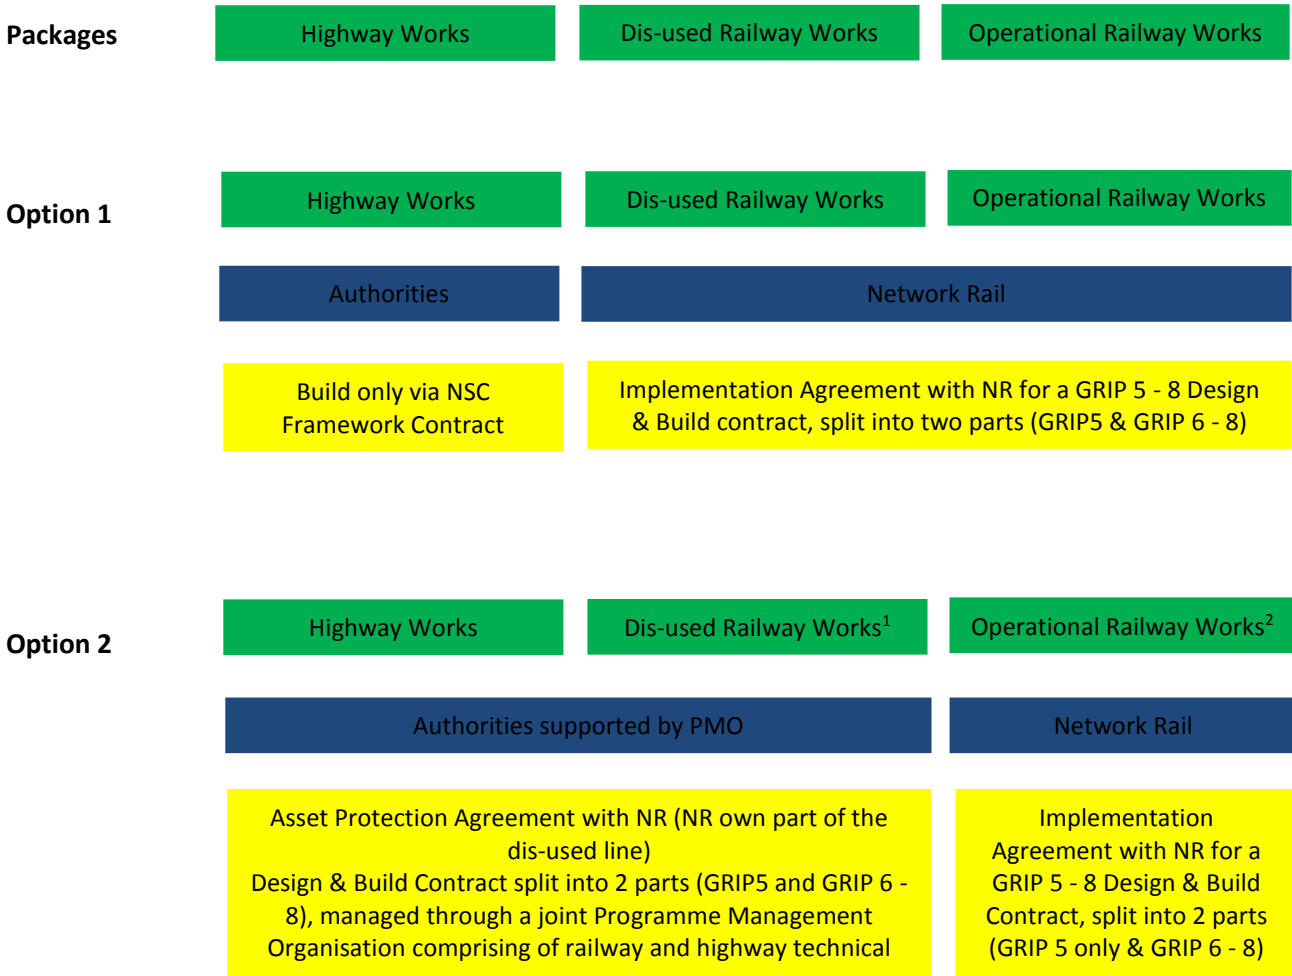 Packages
Highway Works
Dis-used Railway Works
Operational Railway Works
Option 1
Highway Works
Dis-used Railway Works
Operational Railway Works
Authorities
Network Rail
Build only via NSC
Framework Contract
Implementation Agreement with NR for a GRIP 5 - 8 Design
& Build contract, split into two parts (GRIP5 & GRIP 6 - 8)
Option 2
Highway Works
Dis-used Railway Works¹
Operational Railway Works²
Authorities supported by PMO
Network Rail
Asset Protection Agreement with NR (NR own part of the
dis-used line)
Design & Build Contract split into 2 parts (GRIP5 and GRIP 6 -
8), managed through a joint Programme Management
Organisation comprising of railway and highway technical
Implementation
Agreement with NR for a
GRIP 5 - 8 Design & Build
Contract, split into 2 parts
(GRIP 5 only & GRIP 6 - 8)